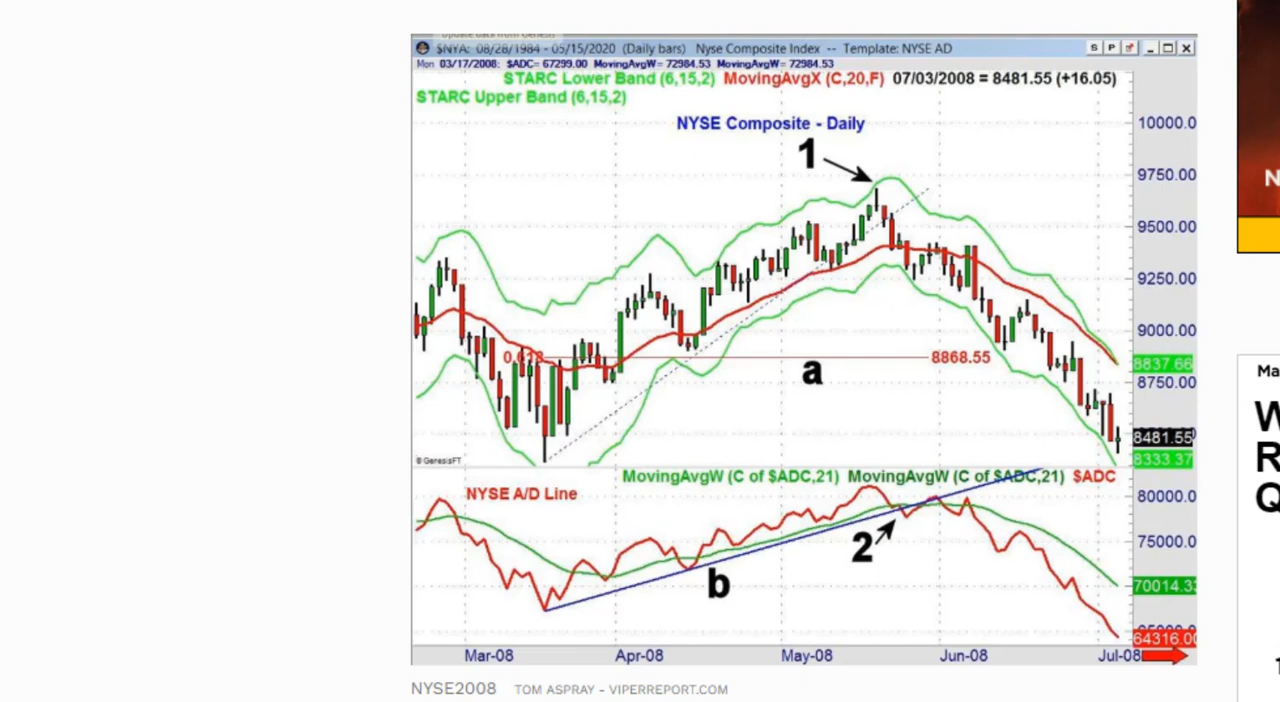 $NYA: 08/28/1984 - 05/15/2020 (Daily bars) Nyse Composite Index -- Template: NYSE AD
S P
Mon 03/17/2008: $ADC= 67299.00 MovingAvgW= 72984.53 MovingAvgW= 72984.53
STARC Lower Band (6,15,2) MovingAvgX (C,20,F) 07/03/2008 = 8481.55 (+16.05)
STARC Upper Band (6,15,2)
NYSE Composite - Daily
1
10000.0
9750.00
9500.00
9250.00
9000.00
0.618
8868.55
8837.66
a
8750.00
8481.55
8333.37
© GenesisFT
MovingAvgW (C of $ADC,21) MovingAvgW (C of $ADC,21) $ADC
NYSE A/D Line
80000.0
75000.0
2
b
70014.33
64316.00
Mar-08 Apr-08 May-08 Jun-08 Jul-08
NYSE2008 TOM ASPRAY - VIPERREPORT.COM
N
Ma
W
R
Q